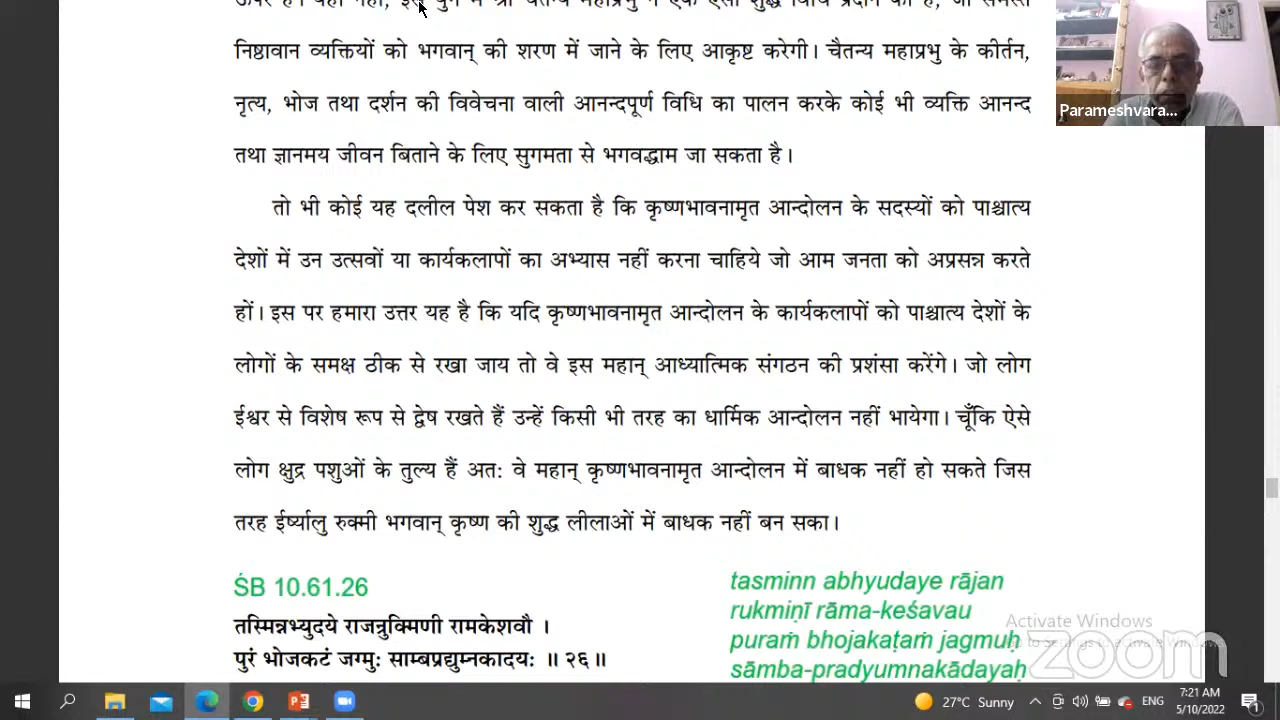 निष्ठावान व्यक्तियों को भगवान् की शरण में जाने के लिए आकृष्ट करेगी। चैतन्य महाप्रभु के कीर्तन,
नृत्य, भोज तथा दर्शन की विवेचना वाली आनन्दपूर्ण विधि का पालन करके कोई भी व्यक्ति आनन्द
तथा ज्ञानमय जीवन बिताने के लिए सुगमता से भगवद्धाम जा सकता है।
तो भी कोई यह दलील पेश कर सकता है कि कृष्णभावनामृत आन्दोलन के सदस्यों को पाश्चात्य
देशों में उन उत्सवों या कार्यकलापों का अभ्यास नहीं करना चाहिये जो आम जनता को अप्रसन्न करते
हों। इस पर हमारा उत्तर यह है कि यदि कृष्णभावनामृत आन्दोलन के कार्यकलापों को पाश्चात्य देशों के
लोगों के समक्ष ठीक से रखा जाय तो वे इस महान् आध्यात्मिक संगठन की प्रशंसा करेंगे। जो लोग
ईश्वर से विशेष रूप से द्वेष रखते हैं उन्हें किसी भी तरह का धार्मिक आन्दोलन नहीं भायेगा। चूँकि ऐसे
लोग क्षुद्र पशुओं के तुल्य हैं अत: वे महान् कृष्णभावनामृत आन्दोलन में बाधक नहीं हो सकते जिस
तरह ईर्ष्यालु रुक्मी भगवान् कृष्ण की शुद्ध लीलाओं में बाधक नहीं बन सका।
ŚB 10.61.26
तस्मिन्नभ्युदये राजन्रुक्मिणी रामकेशवौ ।
पुरं भोजकटं जग्मु: साम्बप्रद्युम्नकादय: ॥ २६॥
tasminn abhyudaye rājan
rukmiṇī rāma-keśavau
puraṁ bhojakaṭaṁ jagmuḥ
sāmba-pradyumnakādayaḥ
Parameshvara...
Activate Windows
to Settings to activate Windows.
zoom
27°C Sunny
ENG
7:21 AM
5/10/2022
1